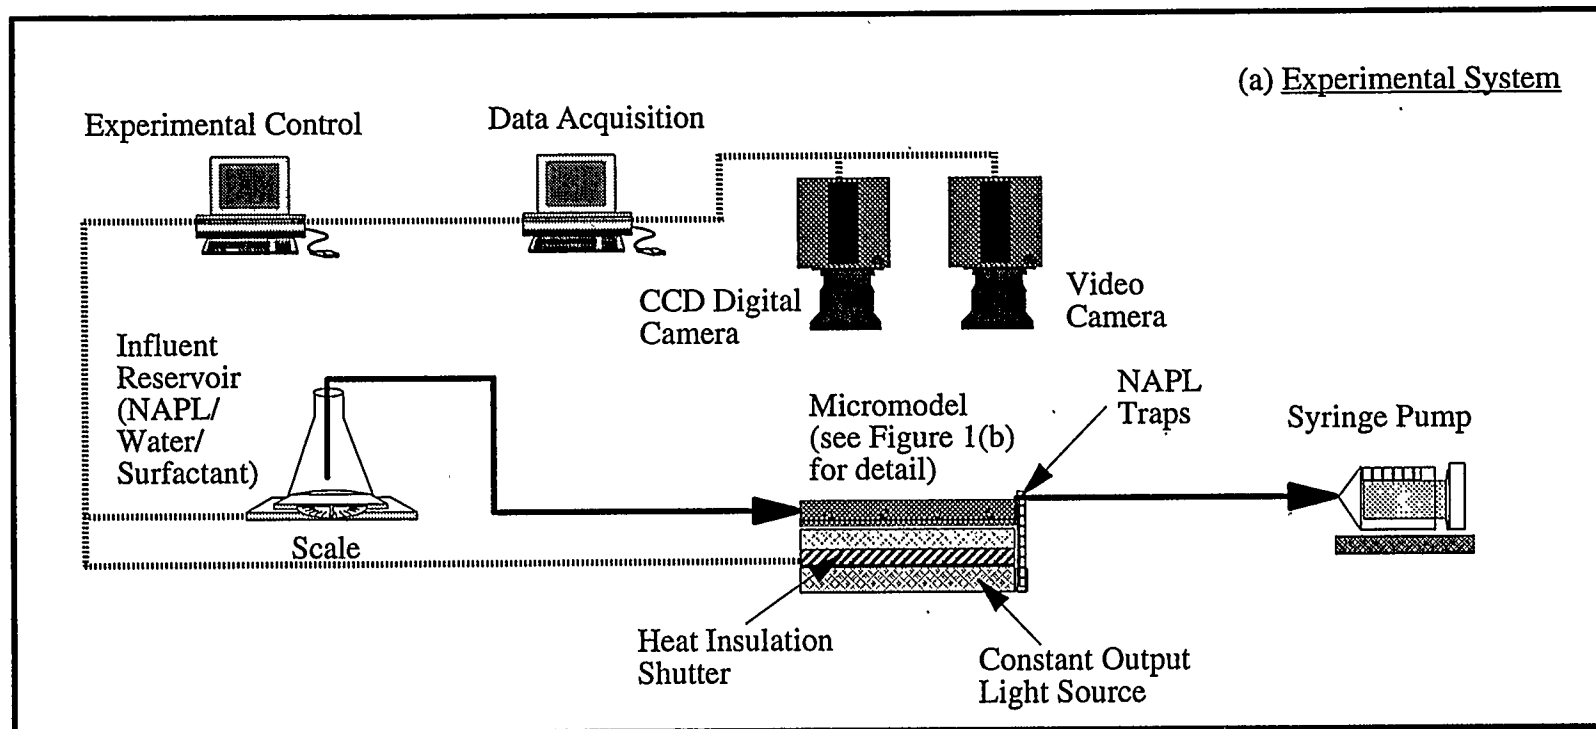 (a) Experimental System
Experimental Control
Data Acquisition
CCD Digital
Camera
Video
Camera
Influent
Reservoir
(NAPL/
Water/
Surfactant)
Scale
Micromodel
(see Figure 1(b)
for detail)
NAPL
Traps
Syringe Pump
Heat Insulation
Shutter
Constant Output
Light Source